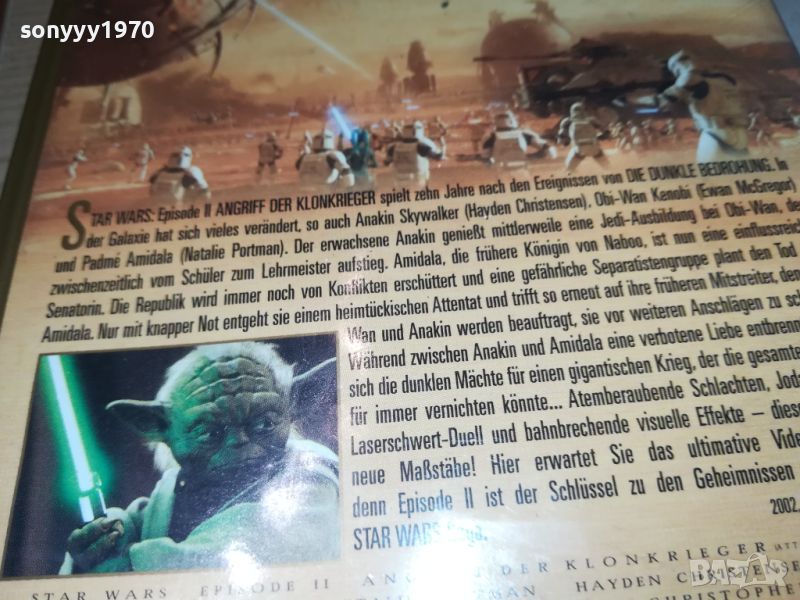 sonyyy1970
STAR WARS: Episode II ANGRIFF DER KLONKRIEGER spielt zehn Jahre nach den Ereignissen von DIE DUNKLE BEDROHUNG. In
der Galaxie hat sich vieles verändert, so auch Anakin Skywalker (Hayden Christensen), Obi-Wan Kenobi (Ewan McGregor)
und Padmé Amidala (Natalie Portman). Der erwachsene Anakin genießt mittlerweile eine Jedi-Ausbildung bei Obi-Wan, de
zwischenzeitlich vom Schüler zum Lehrmeister aufstieg. Amidala, die frühere Königin von Naboo, ist nun eine einflussreich
Senatorin. Die Republik wird immer noch von Konflikten erschüttert und eine gefährliche Separatistengruppe plant den Tod
Amidala. Nur mit knapper Not entgeht sie einem heimtückischen Attentat und trifft so erneut auf ihre früheren Mitstreiter, den
Wan und Anakin werden beauftragt, sie vor weiteren Anschlägen zu sch
Während zwischen Anakin und Amidala eine verbotene Liebe entbrenn
sich die dunklen Mächte für einen gigantischen Krieg, der die gesamte
für immer vernichten könnte... Atemberaubende Schlachten, Joda
Laserschwert-Duell und bahnbrechende visuelle Effekte – diese
neue Maßstäbe! Hier erwartet Sie das ultimative Vide
denn Episode II ist der Schlüssel zu den Geheimnissen
STAR WARS Saga.
2002
STAR WARS EPISODE II ANGRIFF DER KLONKRIEGER
HAYDEN CHRISTENSE
CHRISTOPHE